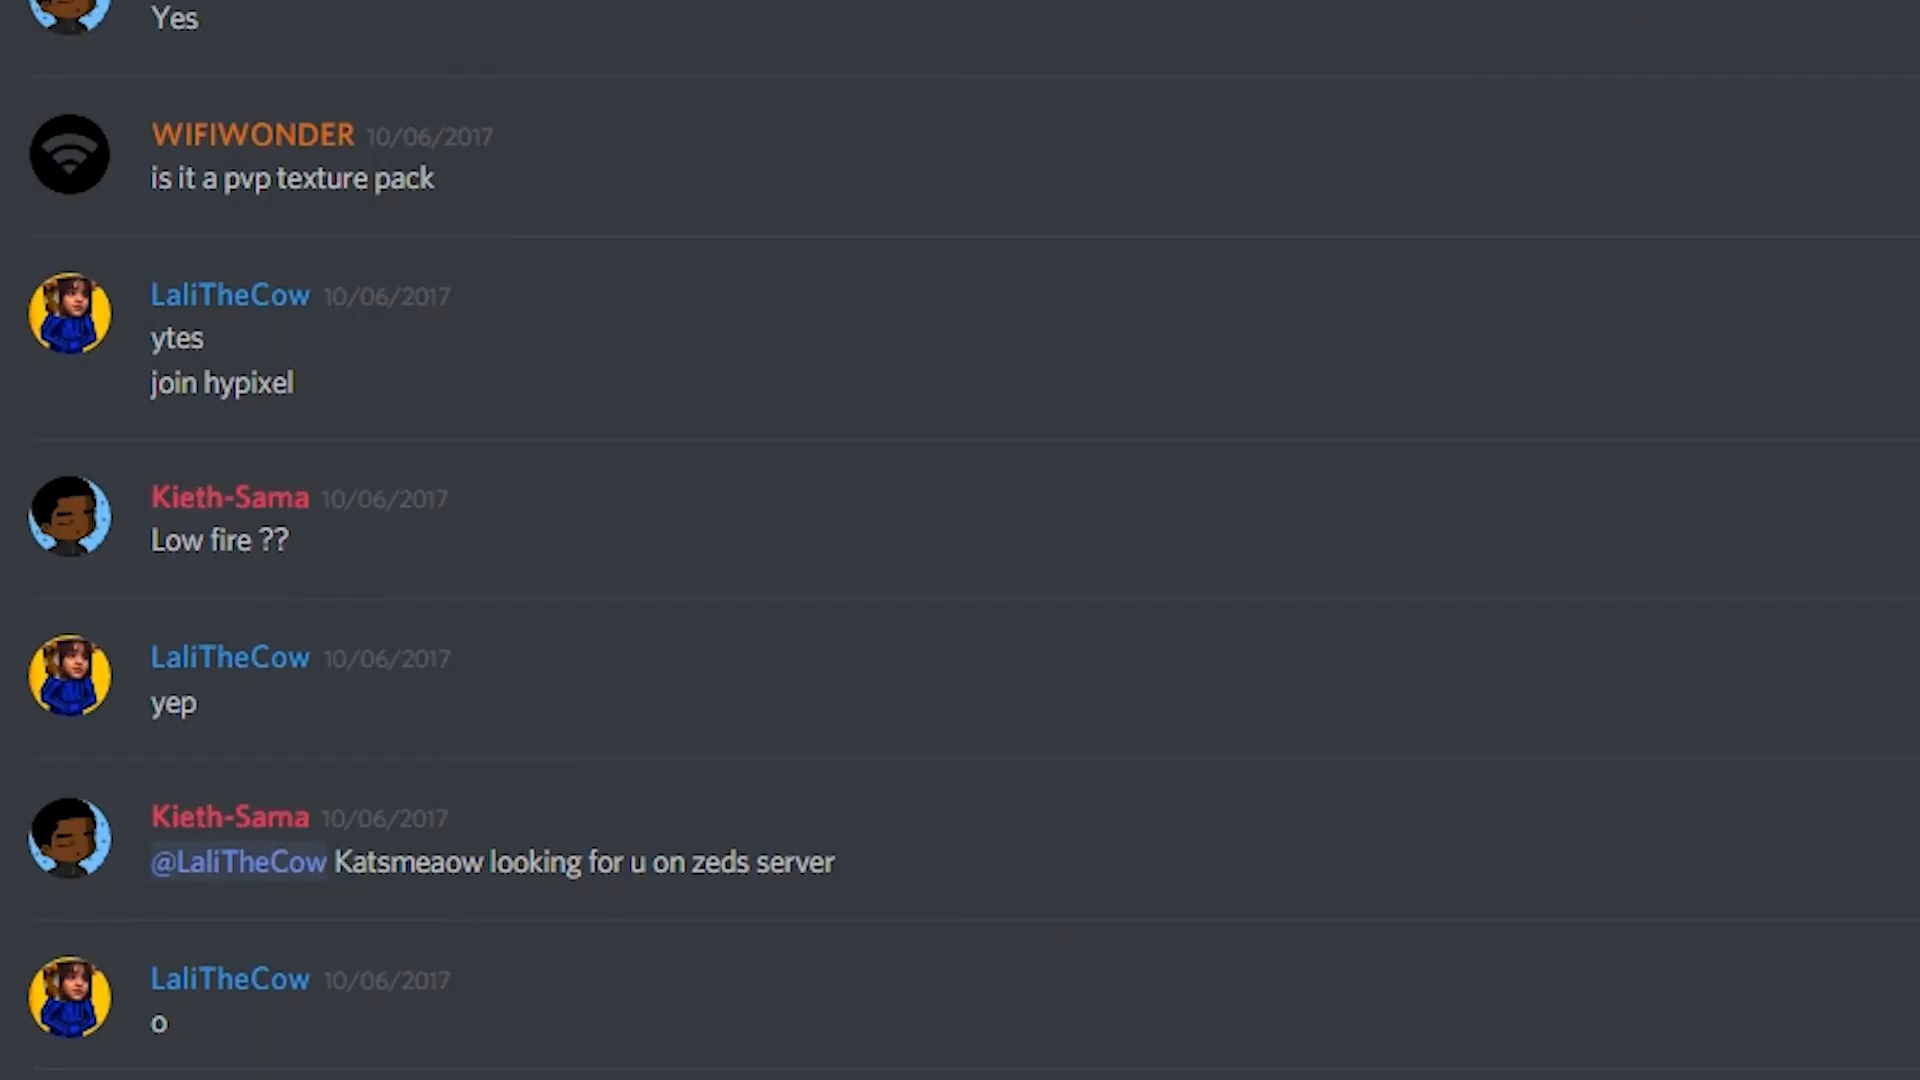 Yes
WIFIWONDER 10/06/2017
is it a pvp texture pack
LaliTheCow 10/06/2017
ytes
join hypixel
Kieth-Sama 10/06/2017
Low fire ??
LaliTheCow 10/06/2017
yep
Kieth-Sama 10/06/2017
@LaliTheCow Katsmeaow looking for u on zeds server
LaliTheCow 10/06/2017
o